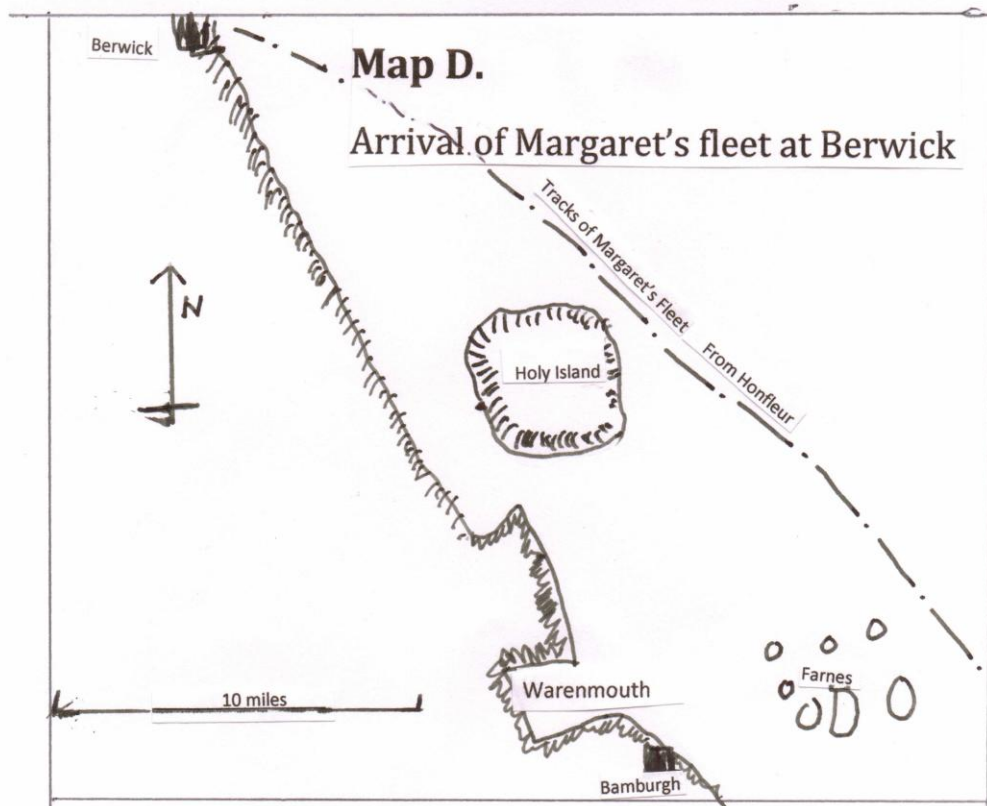 Berwick
Map D.
Arrival of Margaret's fleet at Berwick
Tracks of Margaret's Fleet From Honfleur
N
Holy Island
Farnes
Warenmouth
10 miles
Bamburgh